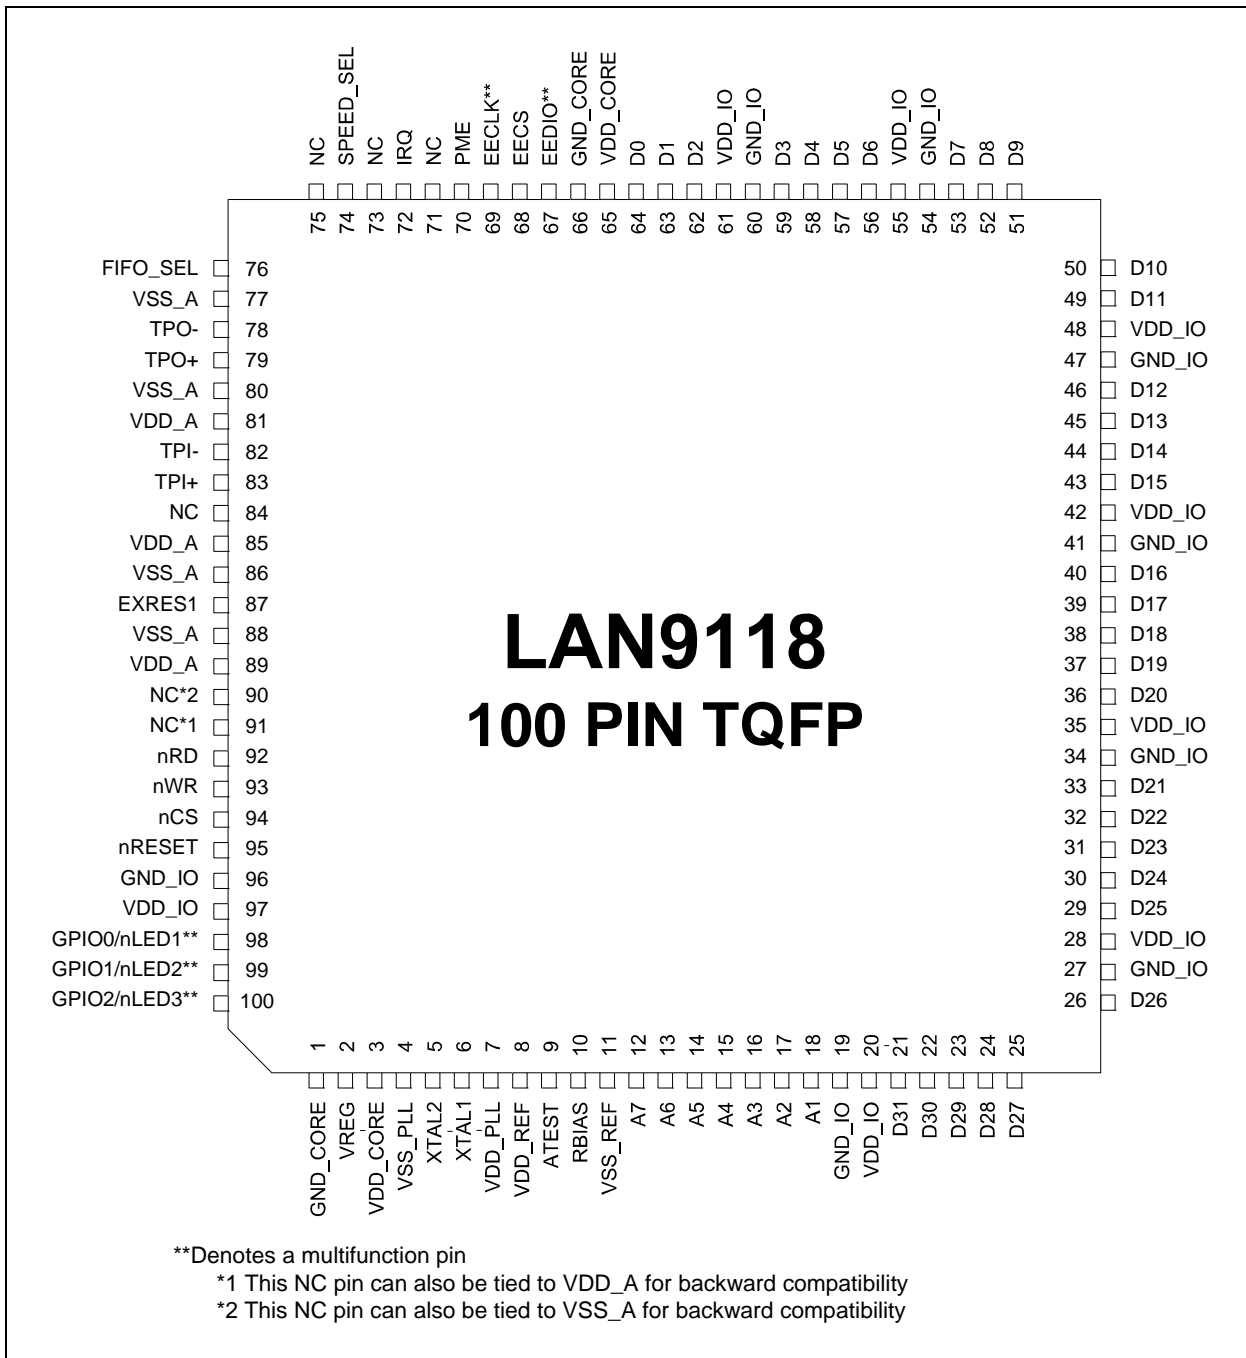 NC
SPEED_SEL
NC
IRQ
NC
PME
EECLK**
EECS
EEDIO**
GND_CORE
VDD_CORE
D0
D1
D2
VDD_IO
GND_IO
D3
D4
D5
D6
VDD_IO
GND_IO
D7
D8
D9
75
74
73
72
71
70
69
68
67
66
65
64
63
62
61
60
59
58
57
56
55
54
53
52
51
FIFO_SEL 76
VSS_A 77
TPO- 78
TPO+ 79
VSS_A 80
VDD_A 81
TPI- 82
TPI+ 83
NC 84
VDD_A 85
VSS_A 86
EXRES1 87
VSS_A 88
VDD_A 89
NC*2 90
NC*1 91
nRD 92
nWR 93
nCS 94
nRESET 95
GND_IO 96
VDD_IO 97
GPIO0/nLED1** 98
GPIO1/nLED2** 99
GPIO2/nLED3** 100
LAN9118
100 PIN TQFP
50 D10
49 D11
48 VDD_IO
47 GND_IO
46 D12
45 D13
44 D14
43 D15
42 VDD_IO
41 GND_IO
40 D16
39 D17
38 D18
37 D19
36 D20
35 VDD_IO
34 GND_IO
33 D21
32 D22
31 D23
30 D24
29 D25
28 VDD_IO
27 GND_IO
26 D26
1
2
3
4
5
6
7
8
9
10
11
12
13
14
15
16
17
18
19
20
21
22
23
24
25
GND_CORE
VREG
VDD_CORE
VSS_PLL
XTAL2
XTAL1
VDD_PLL
VDD_REF
ATEST
RBIAS
VSS_REF
A7
A6
A5
A4
A3
A2
A1
GND_IO
VDD_IO
D31
D30
D29
D28
D27
**Denotes a multifunction pin
*1 This NC pin can also be tied to VDD_A for backward compatibility
*2 This NC pin can also be tied to VSS_A for backward compatibility